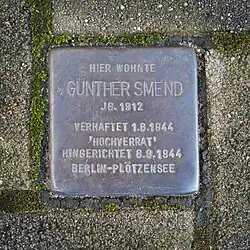 HIER WOHNTE
GÜNTHER SMEND
JG. 1912
VERHAFTET 1.8.1944
'HOCHVERRAT'
HINGERICHTET 8.9.1944
BERLIN-PLÖTZENSEE